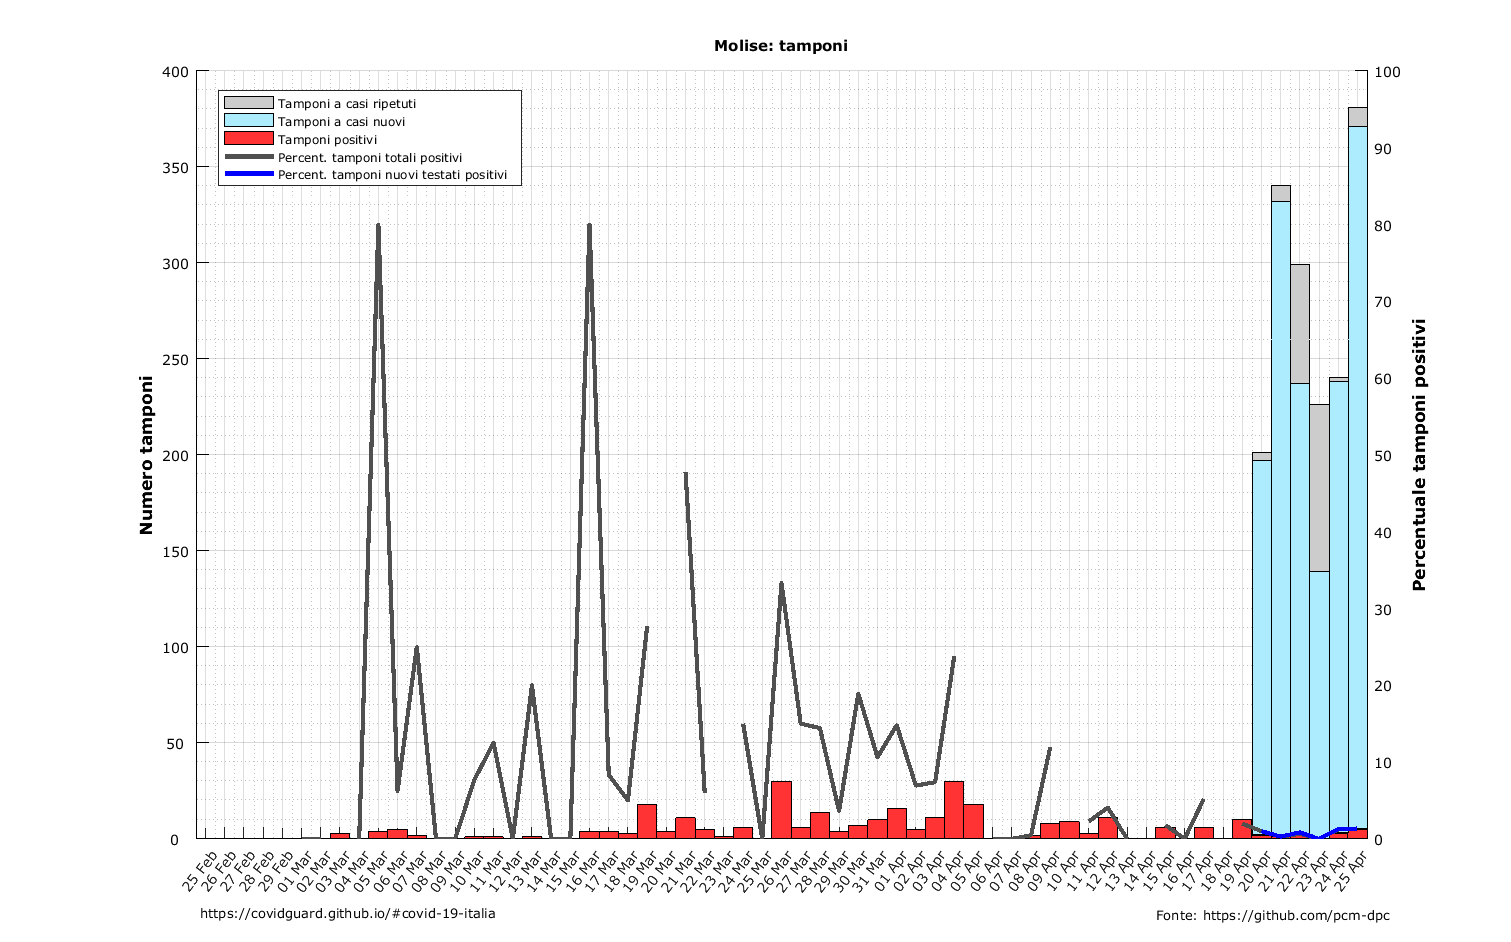 Molise: tamponi
Tamponi a casi ripetuti
Tamponi a casi nuovi
Tamponi positivi
Percent. tamponi totali positivi
Percent. tamponi nuovi testati positivi
Numero tamponi
400
350
300
250
200
150
100
50
0
Percentuale tamponi positivi
100
90
80
70
60
50
40
30
20
10
0
25 Feb
26 Feb
27 Feb
28 Feb
29 Feb
01 Mar
02 Mar
03 Mar
04 Mar
05 Mar
06 Mar
07 Mar
08 Mar
09 Mar
10 Mar
11 Mar
12 Mar
13 Mar
14 Mar
15 Mar
16 Mar
17 Mar
18 Mar
19 Mar
20 Mar
21 Mar
22 Mar
23 Mar
24 Mar
25 Mar
26 Mar
27 Mar
28 Mar
29 Mar
30 Mar
31 Mar
01 Apr
02 Apr
03 Apr
04 Apr
05 Apr
06 Apr
07 Apr
08 Apr
09 Apr
10 Apr
11 Apr
12 Apr
13 Apr
14 Apr
15 Apr
16 Apr
17 Apr
18 Apr
19 Apr
20 Apr
21 Apr
22 Apr
23 Apr
24 Apr
25 Apr
https://covidguard.github.io/#covid-19-italia
Fonte: https://github.com/pcm-dpc